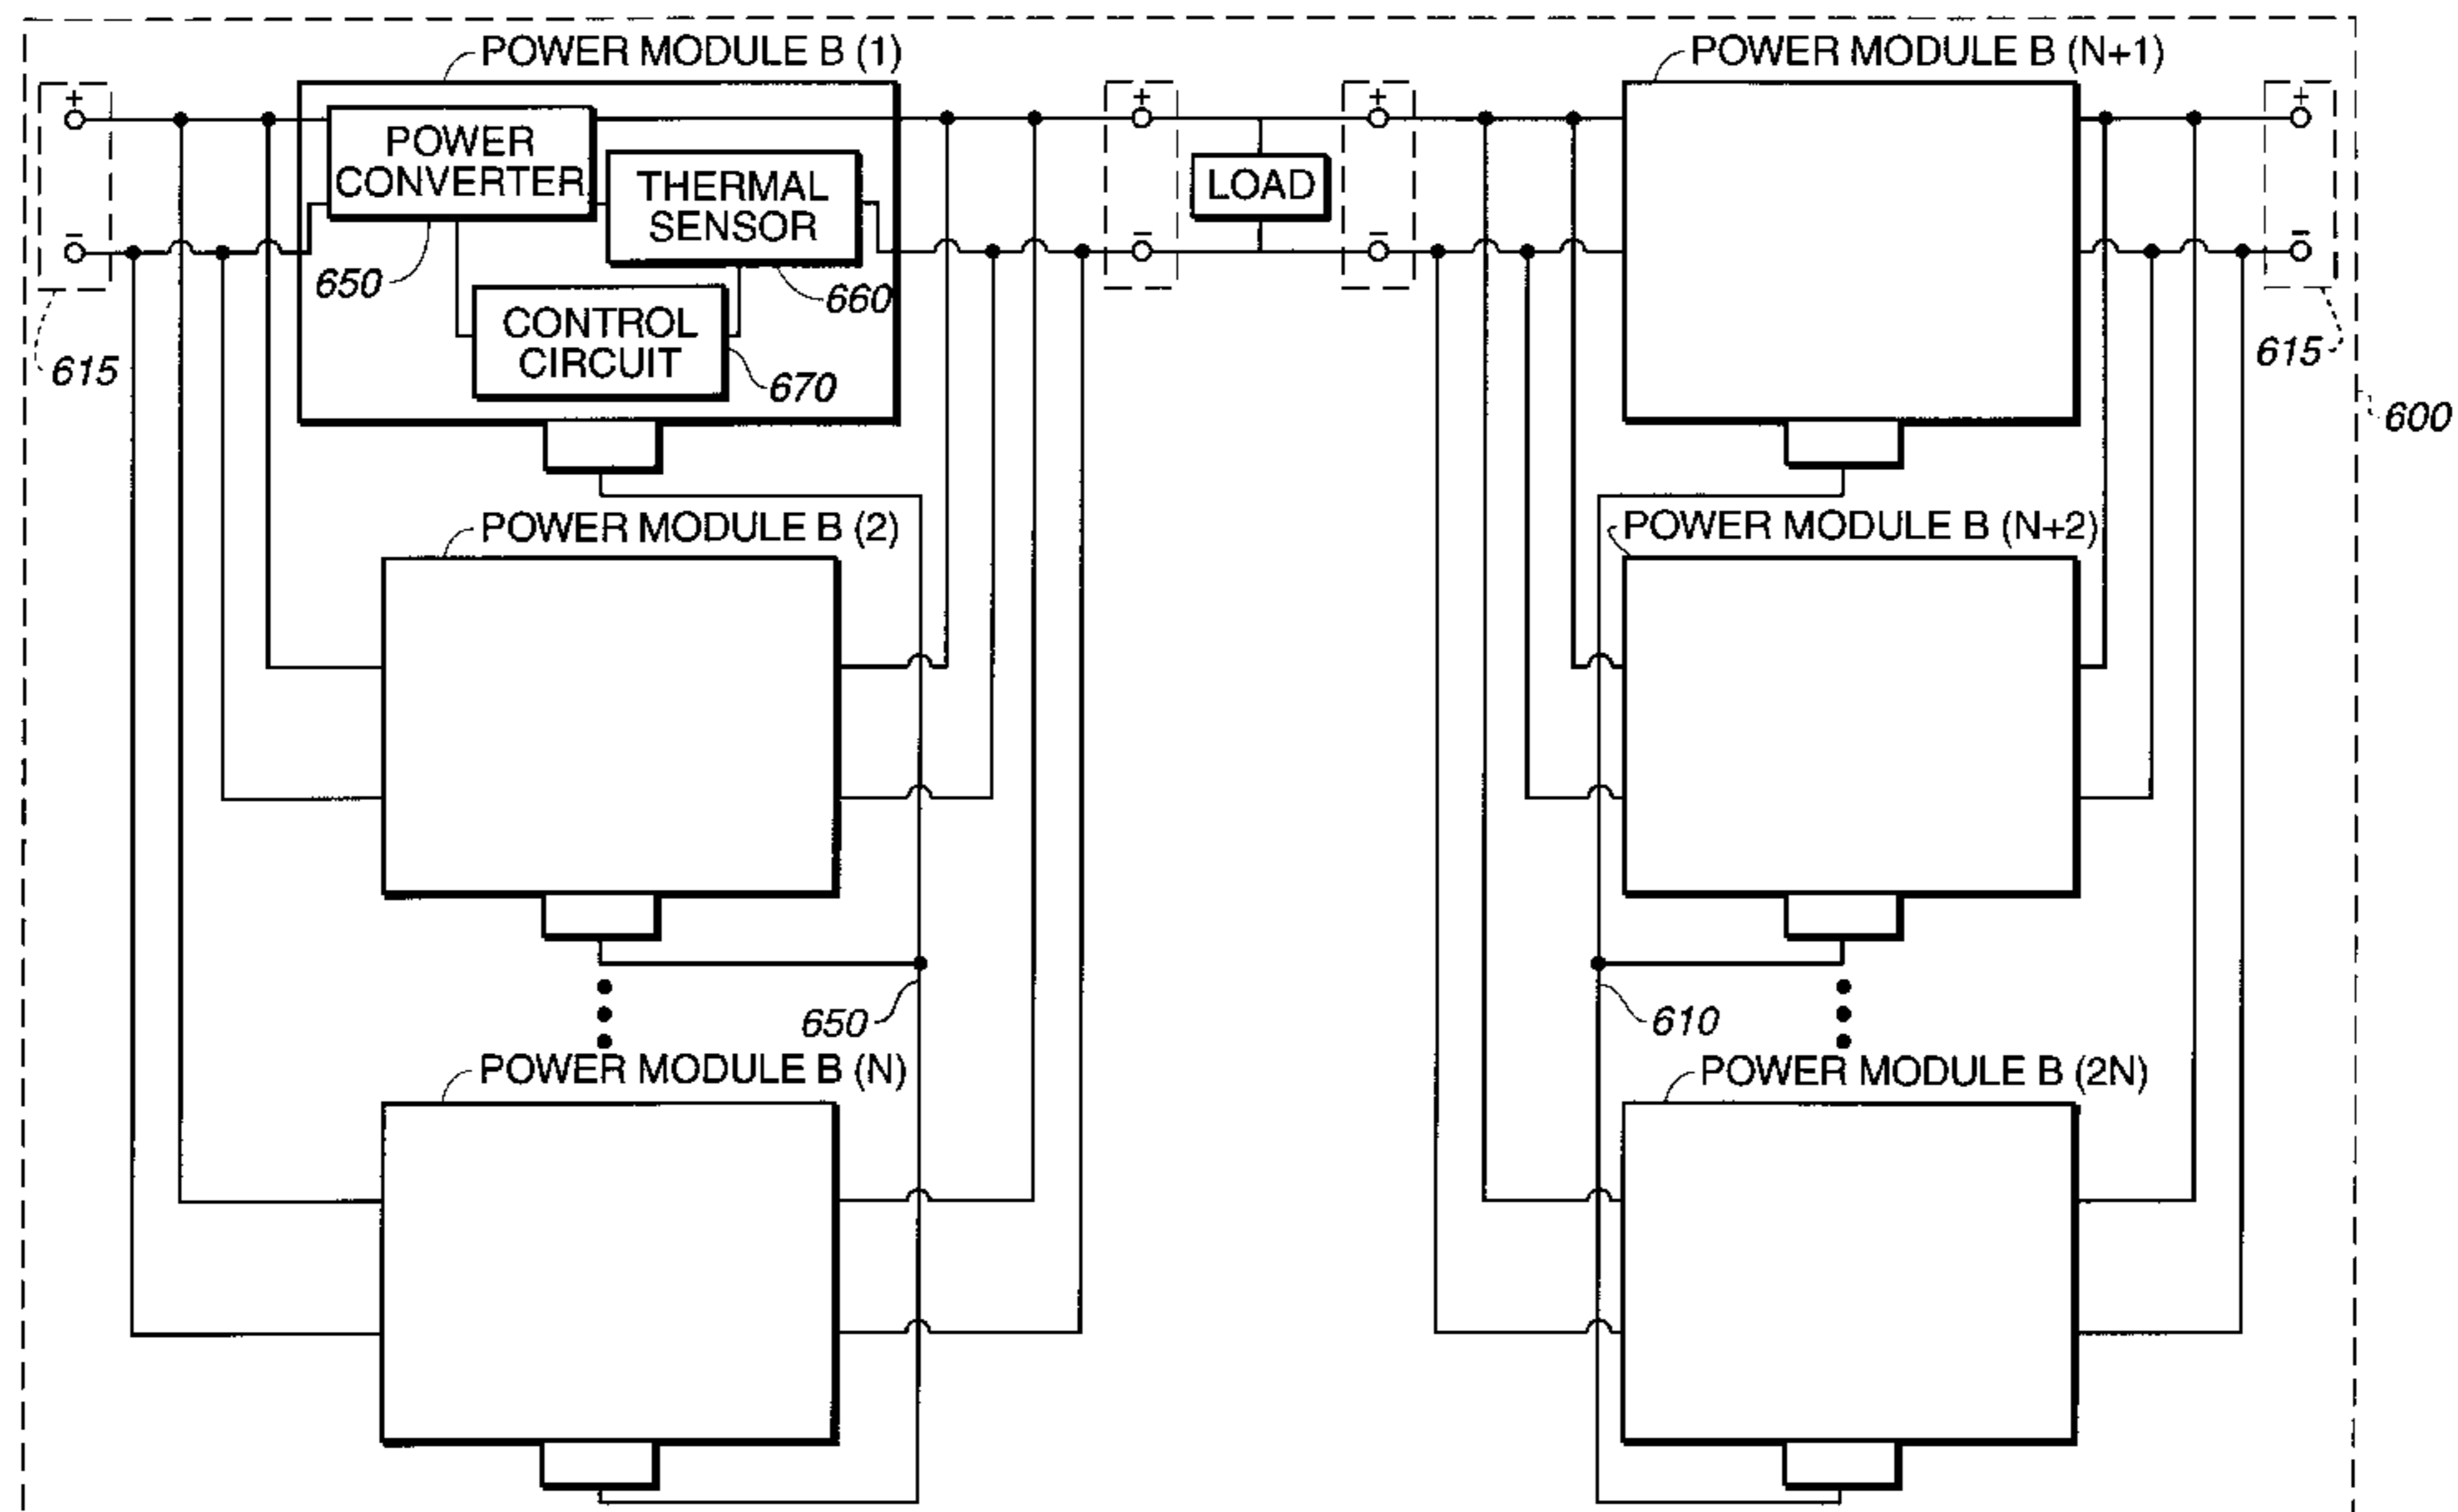 POWER MODULE B (1)
POWER MODULE B (N+1)
+
+
+
+
POWER
CONVERTER
THERMAL
SENSOR
LOAD
–
–
–
–
650
660
CONTROL
CIRCUIT
670
615
615
600
POWER MODULE B (2)
POWER MODULE B (N+2)
650
610
POWER MODULE B (N)
POWER MODULE B (2N)